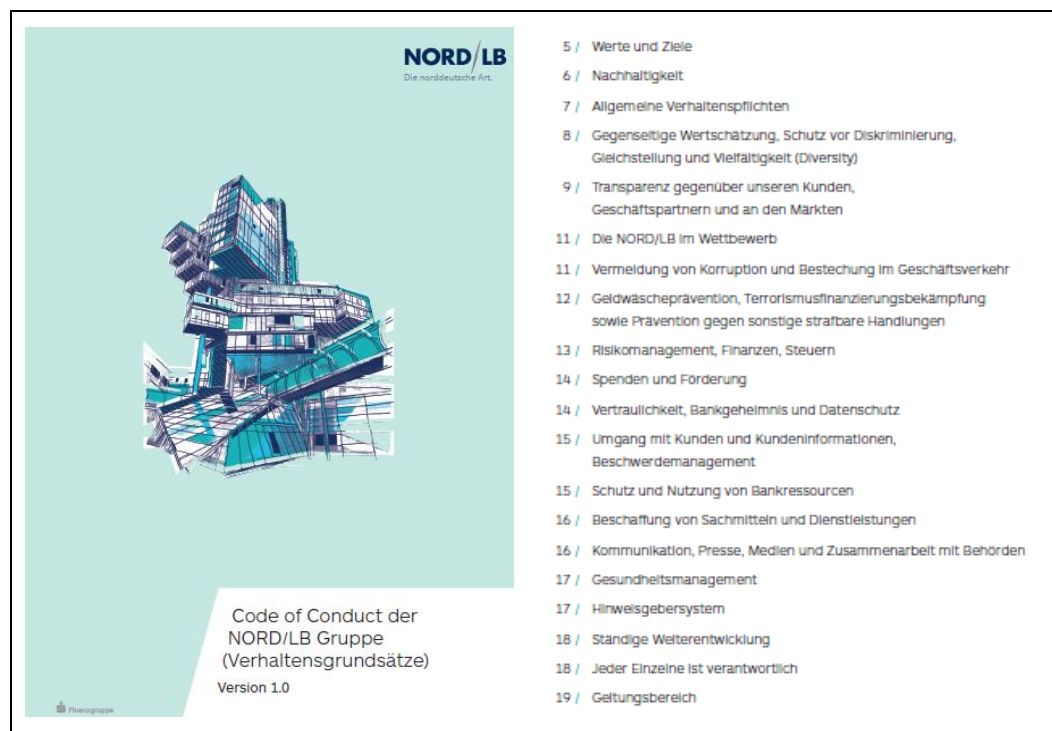 NORD/LB
Die norddeutsche Art.
Code of Conduct der
NORD/LB Gruppe
(Verhaltensgrundsätze)
Version 1.0
Finanzgruppe
5 / Werte und Ziele
6 / Nachhaltigkeit
7 / Allgemeine Verhaltenspflichten
8 / Gegenseitige Wertschätzung, Schutz vor Diskriminierung,
Gleichstellung und Vielfältigkeit (Diversity)
9 / Transparenz gegenüber unseren Kunden,
Geschäftspartnern und an den Märkten
11 / Die NORD/LB im Wettbewerb
11 / Vermeidung von Korruption und Bestechung im Geschäftsverkehr
12 / Geldwäscheprävention, Terrorismusfinanzierungsbekämpfung
sowie Prävention gegen sonstige strafbare Handlungen
13 / Risikomanagement, Finanzen, Steuern
14 / Spenden und Förderung
14 / Vertraulichkeit, Bankgeheimnis und Datenschutz
15 / Umgang mit Kunden und Kundeninformationen,
Beschwerdemanagement
15 / Schutz und Nutzung von Bankressourcen
16 / Beschaffung von Sachmitteln und Dienstleistungen
16 / Kommunikation, Presse, Medien und Zusammenarbeit mit Behörden
17 / Gesundheitsmanagement
17 / Hinweisgebersystem
18 / Ständige Weiterentwicklung
18 / Jeder Einzelne ist verantwortlich
19 / Geltungsbereich